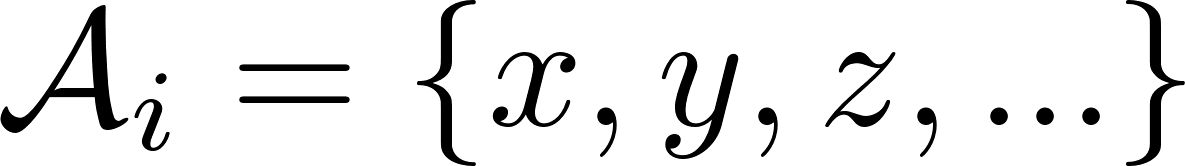 𝒜ᵢ = {x, y, z, ...}